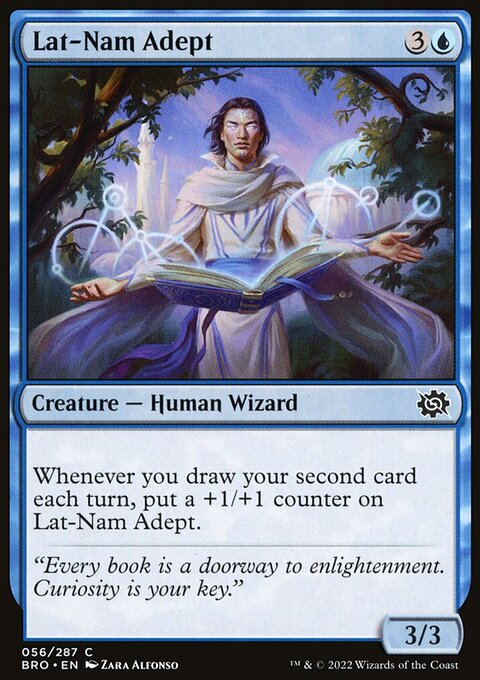 Lat-Nam Adept 3
Creature — Human Wizard
Whenever you draw your second card
each turn, put a +1/+1 counter on
Lat-Nam Adept.
“Every book is a doorway to enlightenment.
Curiosity is your key.”
3/3
056/287 C
BRO • EN Zara Alfonso ™ & © 2022 Wizards of the Coast